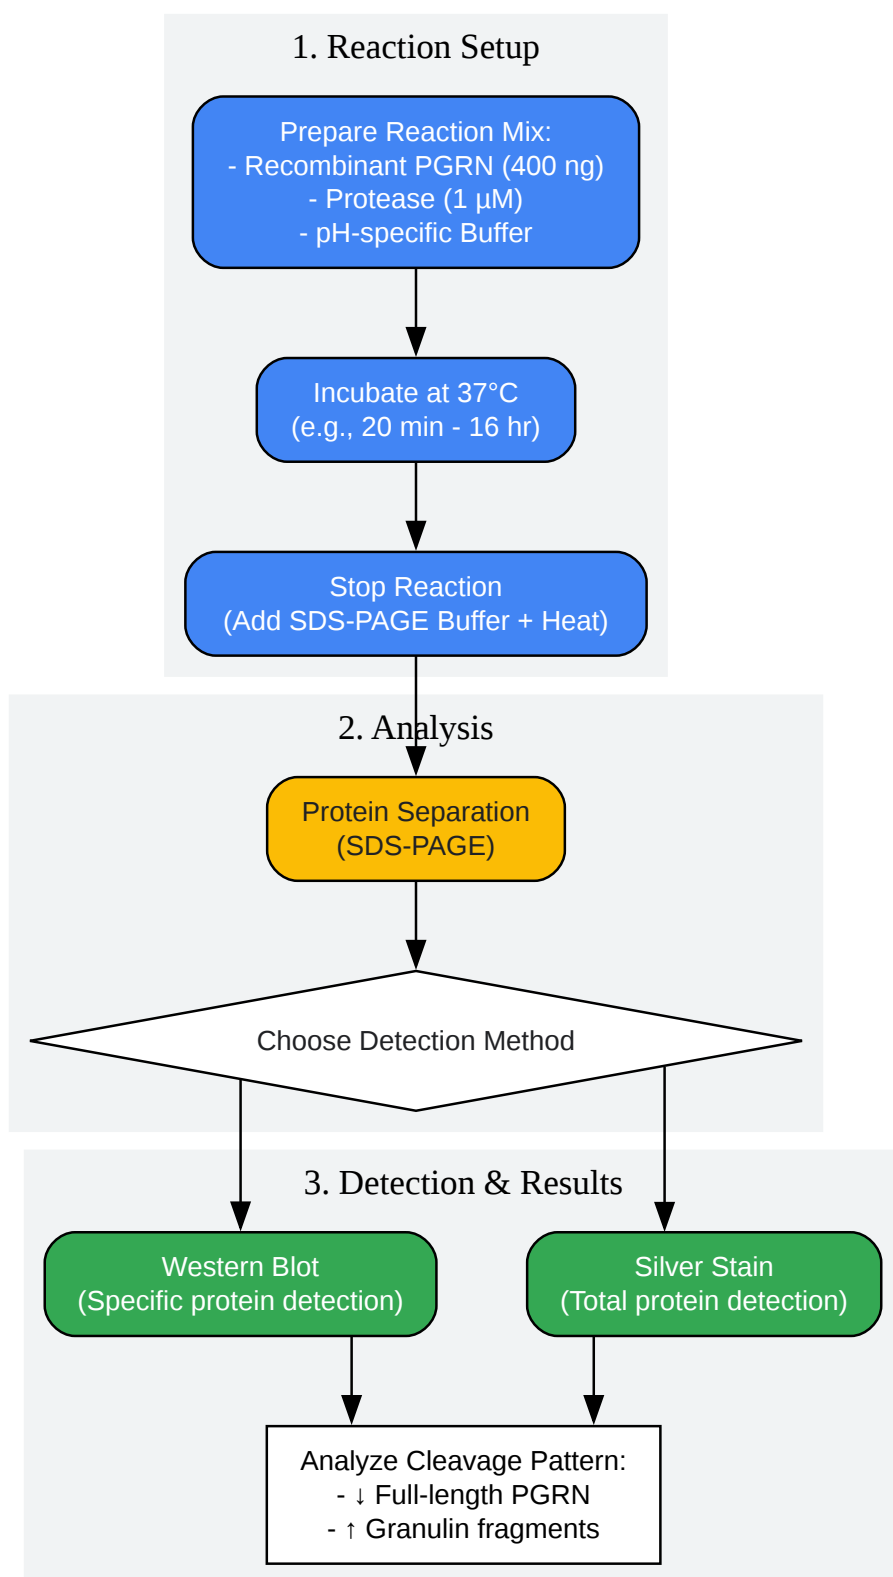 1. Reaction Setup
Prepare Reaction Mix:
- Recombinant PGRN (400 ng)
- Protease (1 µM)
- pH-specific Buffer
Incubate at 37°C
(e.g., 20 min - 16 hr)
Stop Reaction
(Add SDS-PAGE Buffer + Heat)
2. Analysis
Protein Separation
(SDS-PAGE)
Choose Detection Method
3. Detection & Results
Western Blot
(Specific protein detection)
Silver Stain
(Total protein detection)
Analyze Cleavage Pattern:
- ↓ Full-length PGRN
- ↑ Granulin fragments